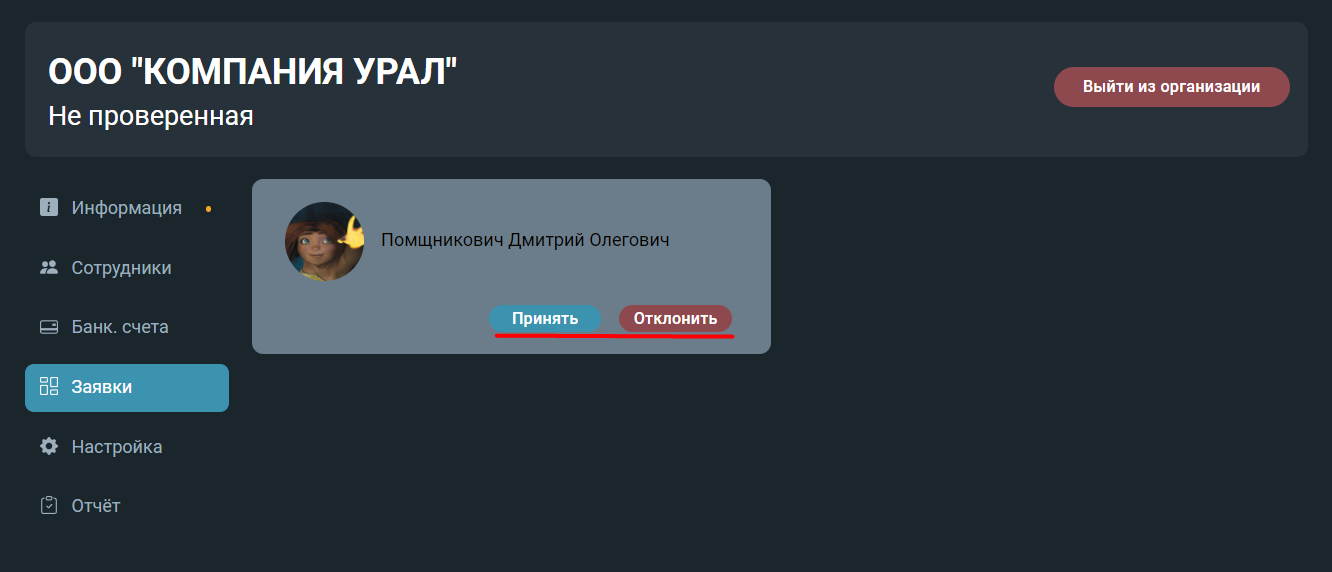 ООО "КОМПАНИЯ УРАЛ"
Не проверенная
Выйти из организации
Информация
Сотрудники
Банк. счета
Заявки
Настройка
Отчёт
Помщникович Дмитрий Олегович
Принять
Отклонить